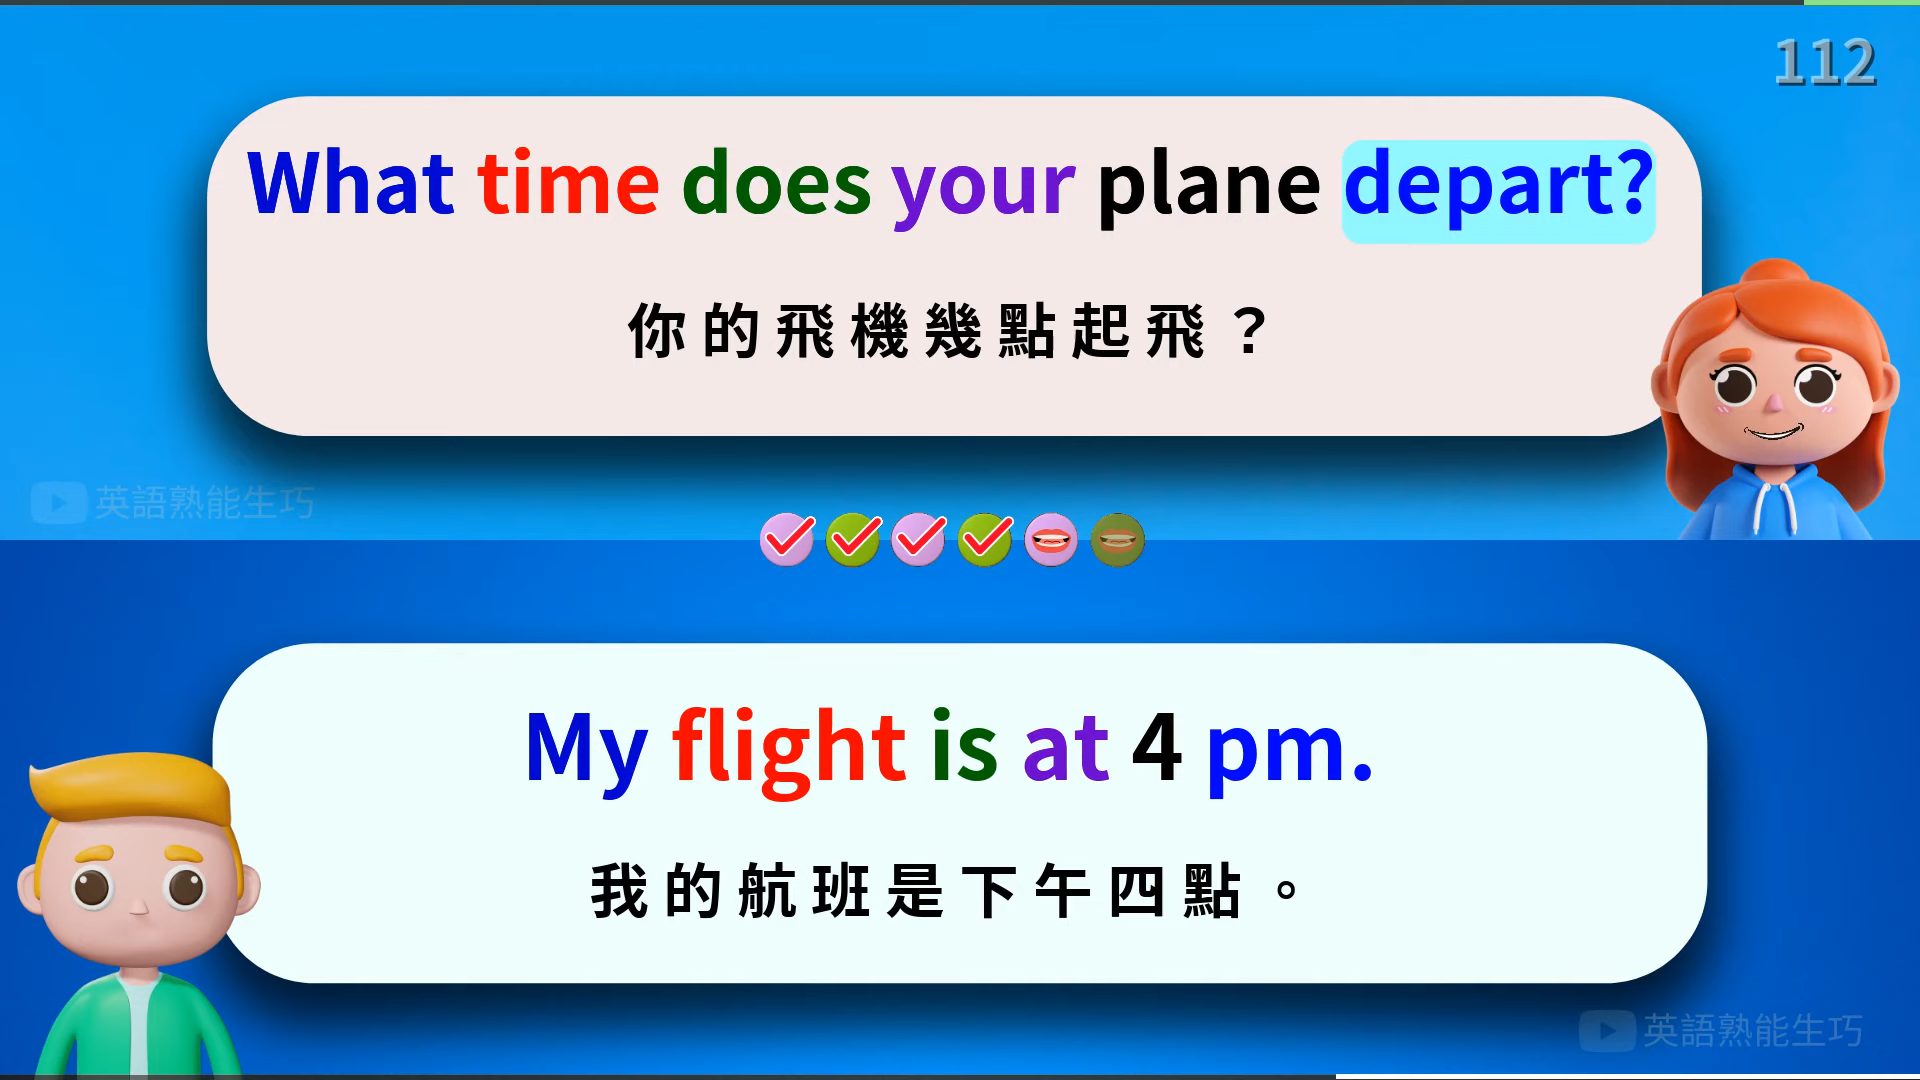 112
What time does your plane depart?
你的飛機幾點起飛？
英語熟能生巧
My flight is at 4 pm.
我的航班是下午四點。
英語熟能生巧